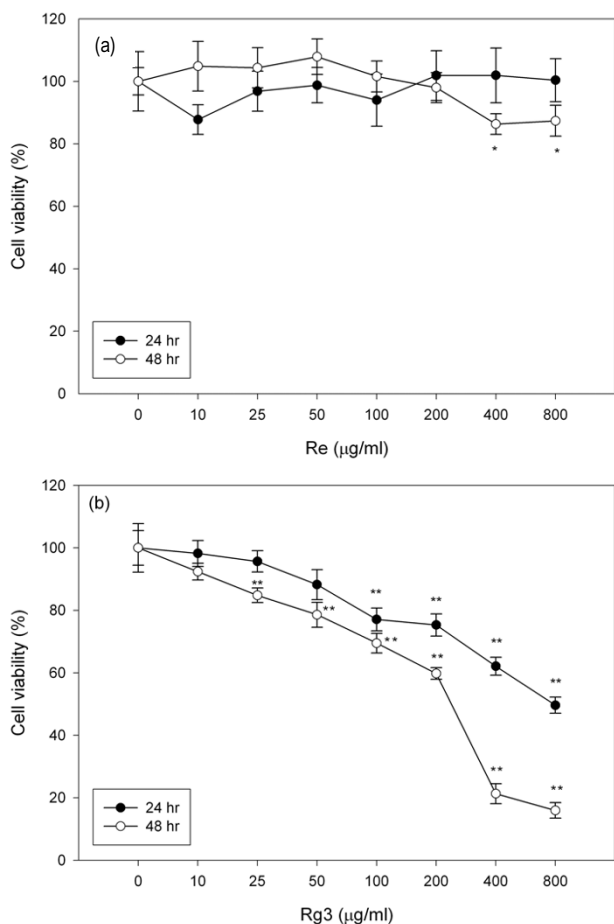 (a)
120
100
80
60
40
20
0
Cell viability (%)
* *
24 hr
48 hr
0 10 25 50 100 200 400 800
Re (μg/ml)
(b)
120
100
80
60
40
20
0
Cell viability (%)
** ** ** ** **
** ** ** ** **
24 hr
48 hr
0 10 25 50 100 200 400 800
Rg3 (μg/ml)